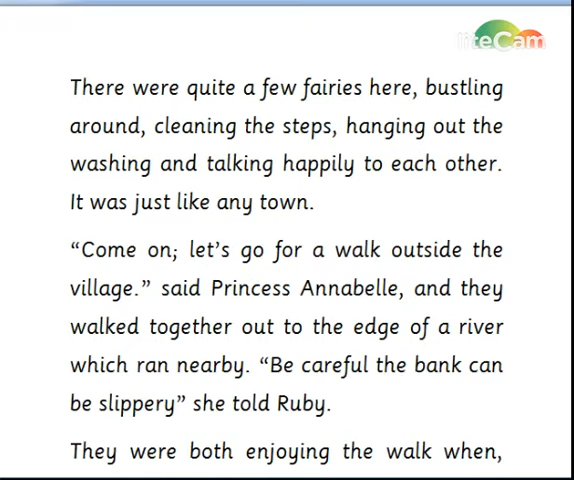 liteCam
There were quite a few fairies here, bustling
around, cleaning the steps, hanging out the
washing and talking happily to each other.
It was just like any town.
“Come on; let’s go for a walk outside the
village.” said Princess Annabelle, and they
walked together out to the edge of a river
which ran nearby. “Be careful the bank can
be slippery” she told Ruby.
They were both enjoying the walk when,